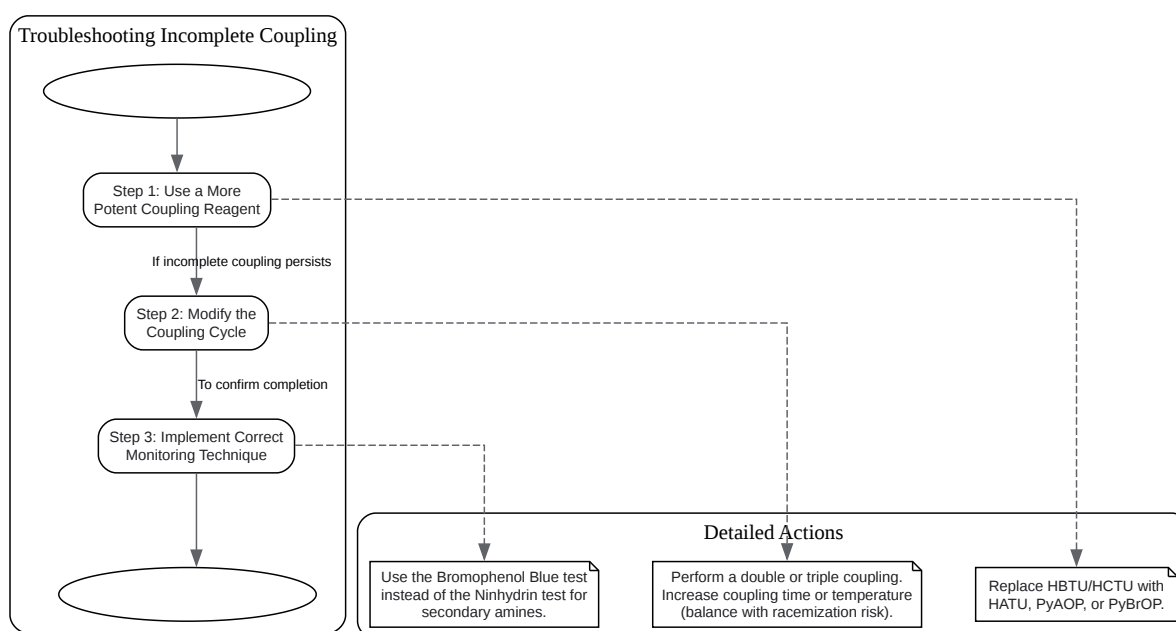 Troubleshooting Incomplete Coupling
Step 1: Use a More
Potent Coupling Reagent
If incomplete coupling persists
Step 2: Modify the
Coupling Cycle
To confirm completion
Step 3: Implement Correct
Monitoring Technique
Detailed Actions
Use the Bromophenol Blue test
instead of the Ninhydrin test for
secondary amines.
Perform a double or triple coupling.
Increase coupling time or temperature
(balance with racemization risk).
Replace HBTU/HCTU with
HATU, PyAOP, or PyBrOP.